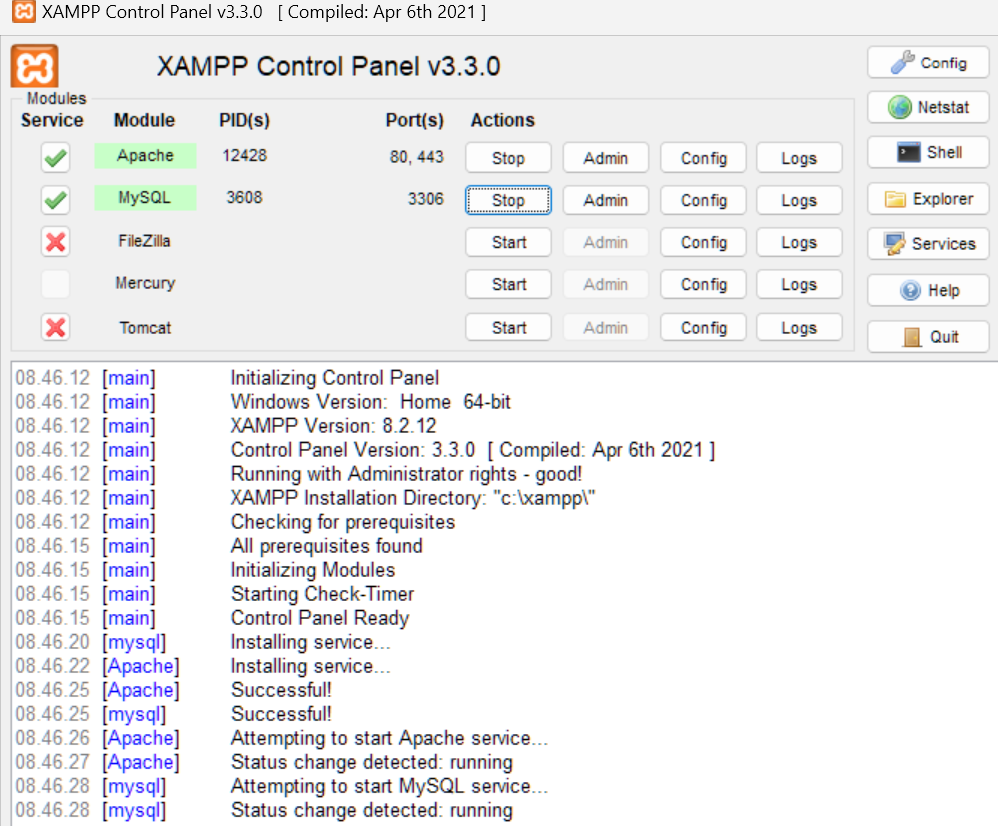 XAMPP Control Panel v3.3.0 [ Compiled: Apr 6th 2021 ]
XAMPP Control Panel v3.3.0
Config
Modules
Service Module PID(s) Port(s) Actions
Netstat
Apache 12428 80, 443 Stop Admin Config Logs
Shell
MySQL 3608 3306 Stop Admin Config Logs
Explorer
FileZilla Start Admin Config Logs
Services
Mercury Start Admin Config Logs
Help
Tomcat Start Admin Config Logs
Quit
08.46.12 [main] Initializing Control Panel
08.46.12 [main] Windows Version: Home 64-bit
08.46.12 [main] XAMPP Version: 8.2.12
08.46.12 [main] Control Panel Version: 3.3.0 [ Compiled: Apr 6th 2021 ]
08.46.12 [main] Running with Administrator rights - good!
08.46.12 [main] XAMPP Installation Directory: "c:\xampp\"
08.46.12 [main] Checking for prerequisites
08.46.15 [main] All prerequisites found
08.46.15 [main] Initializing Modules
08.46.15 [main] Starting Check-Timer
08.46.15 [main] Control Panel Ready
08.46.20 [mysql] Installing service...
08.46.22 [Apache] Installing service...
08.46.25 [Apache] Successful!
08.46.25 [mysql] Successful!
08.46.26 [Apache] Attempting to start Apache service...
08.46.27 [Apache] Status change detected: running
08.46.28 [mysql] Attempting to start MySQL service...
08.46.28 [mysql] Status change detected: running